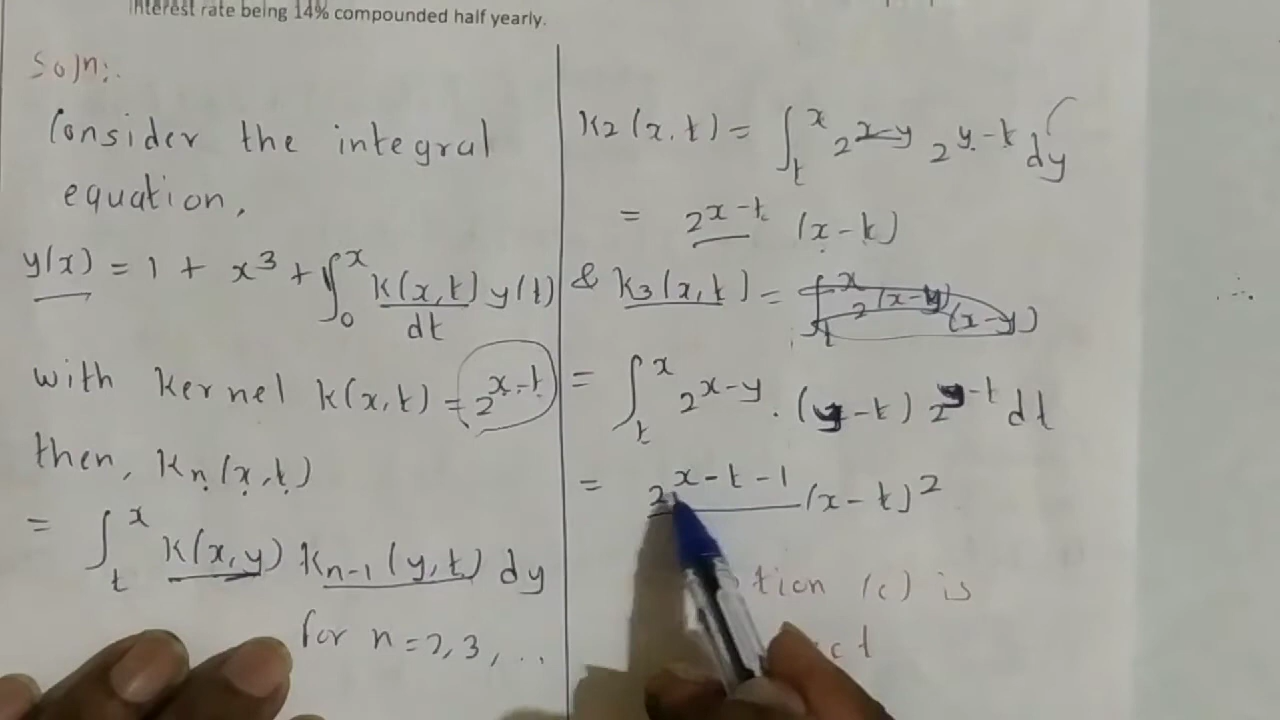 interest rate being 14% compounded half yearly.
Soln:.
Consider the integral
equation,
y(x) = 1 + x³ + ∫₀ˣ k(x,t) y(t)
dt
with kernel k(x,t) = 2^{x-t}
then, kₙ(x,t)
= ∫ₜˣ k(x,y) kₙ₋₁(y,t) dy
for n = 2, 3, ...
k₂(x,t) = ∫ₜˣ 2^{x-y} 2^{y-t} dy
= 2^{x-t} (x-t)
& k₃(x,t) = ∫ₜˣ 2^{(x-y)} (x-y)
= ∫ₜˣ 2^{x-y} . (y-t) 2^{y-t} dt
= 2^{x-t-1} (x-t)²
(c) is
∴